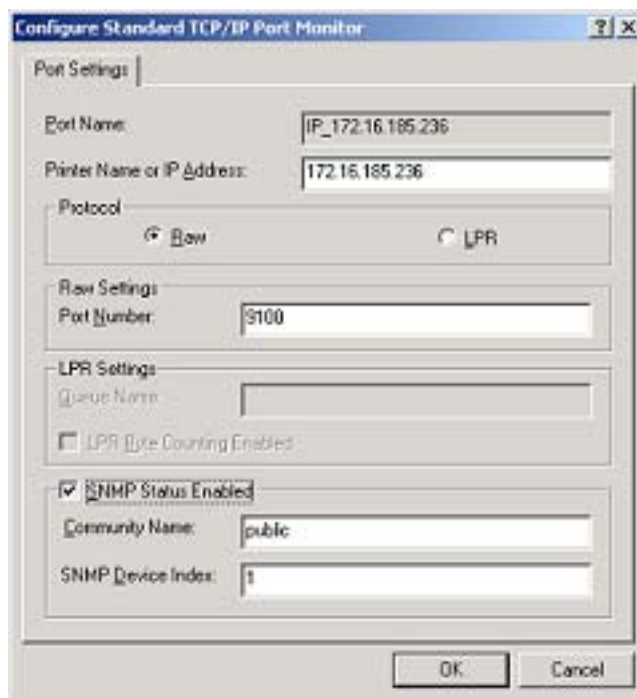 Configure Standard TCP/IP Port Monitor
Port Settings
Port Name: IP_172.16.185.236
Printer Name or IP Address: 172.16.185.236
Protocol
Raw LPR
Raw Settings
Port Number: 9100
LPR Settings
Queue Name
LPR Byte Counting Enabled
SNMP Status Enabled
Community Name: public
SNMP Device Index: 1
OK Cancel